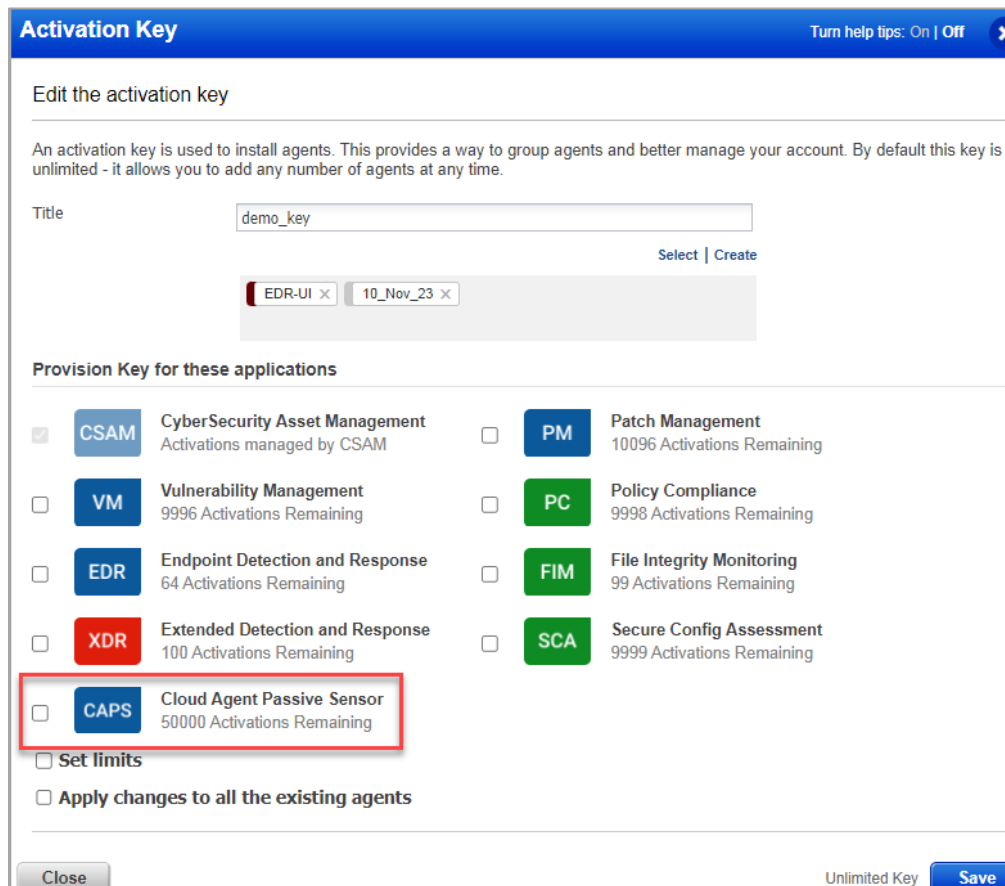 Activation Key
Turn help tips: On | Off
Edit the activation key
An activation key is used to install agents. This provides a way to group agents and better manage your account. By default this key is
unlimited - it allows you to add any number of agents at any time.
Title
demo_key
Select | Create
EDR-UI
10_Nov_23
Provision Key for these applications
CSAM
CyberSecurity Asset Management
Activations managed by CSAM
PM
Patch Management
10096 Activations Remaining
VM
Vulnerability Management
9996 Activations Remaining
PC
Policy Compliance
9998 Activations Remaining
EDR
Endpoint Detection and Response
64 Activations Remaining
FIM
File Integrity Monitoring
99 Activations Remaining
XDR
Extended Detection and Response
100 Activations Remaining
SCA
Secure Config Assessment
9999 Activations Remaining
CAPS
Cloud Agent Passive Sensor
50000 Activations Remaining
Set limits
Apply changes to all the existing agents
Close
Unlimited Key
Save